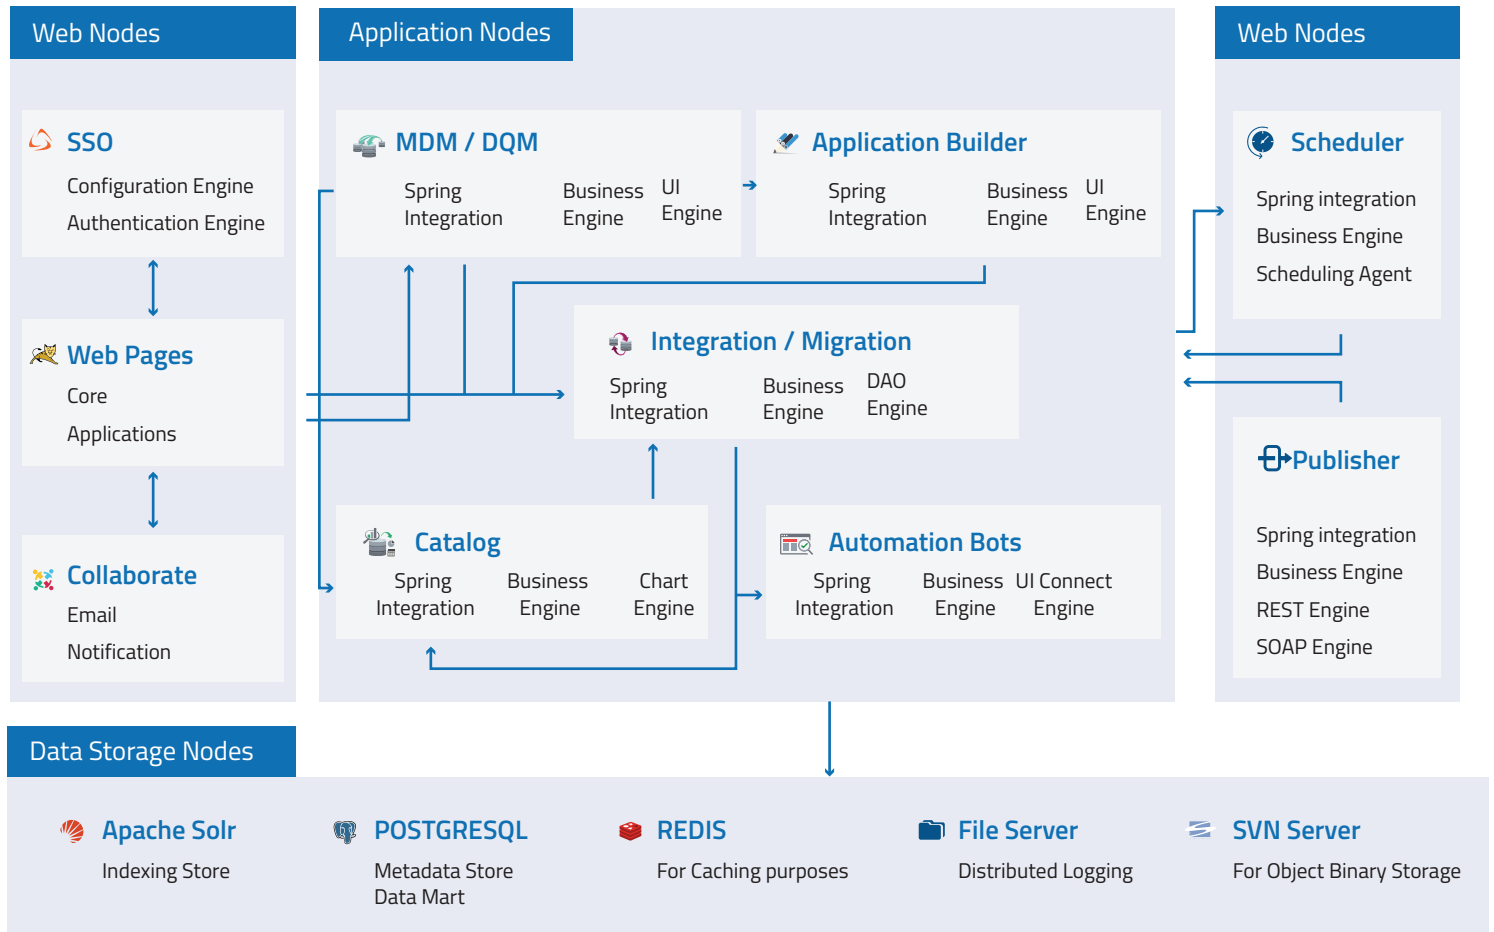 Web Nodes
SSO
Configuration Engine
Authentication Engine
Web Pages
Core
Applications
Collaborate
Email
Notification
Application Nodes
MDM / DQM
Spring
Integration
Business
Engine
UI
Engine
Application Builder
Spring
Integration
Business
Engine
UI
Engine
Integration / Migration
Spring
Integration
Business
Engine
DAO
Engine
Catalog
Spring
Integration
Business
Engine
Chart
Engine
Automation Bots
Spring
Integration
Business
Engine
UI Connect
Engine
Web Nodes
Scheduler
Spring integration
Business Engine
Scheduling Agent
Publisher
Spring integration
Business Engine
REST Engine
SOAP Engine
Data Storage Nodes
Apache Solr
Indexing Store
POSTGRESQL
Metadata Store
Data Mart
REDIS
For Caching purposes
File Server
Distributed Logging
SVN Server
For Object Binary Storage